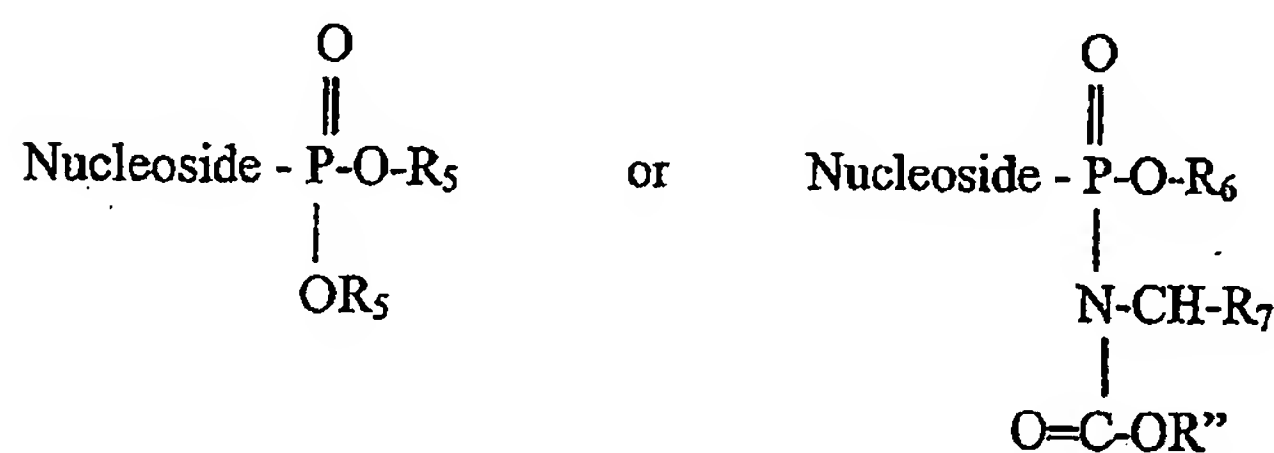 O O
Nucleoside - P-O-R5 or Nucleoside - P-O-R6
OR5 N-CH-R7
O=C-OR”